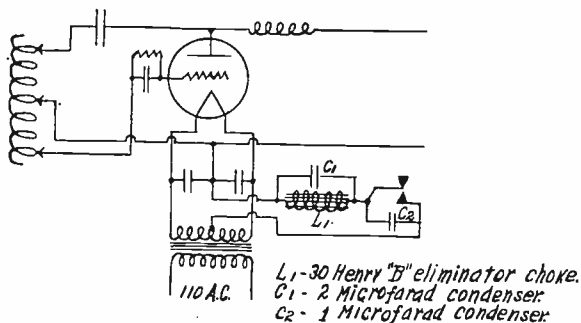 C1
L1
C2
110 A.C.
L1-30 Henry "B" eliminator choke.
C1 - 2 Microfarad condenser.
C2 - 1 Microfarad condenser.